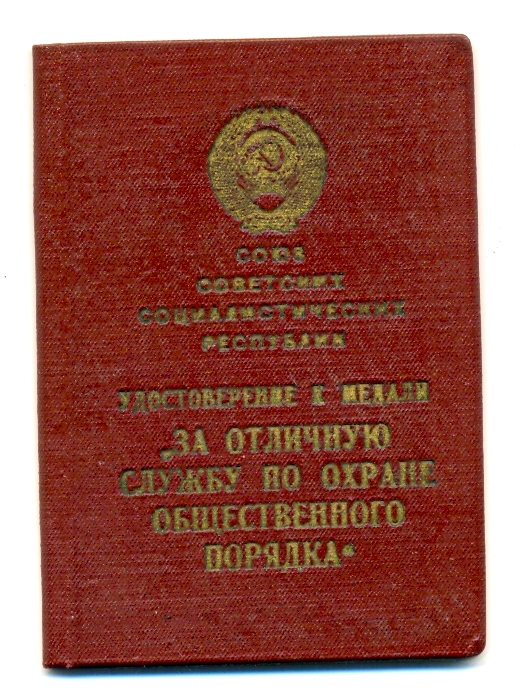 СОЮЗ
СОВЕТСКИХ
СОЦИАЛИСТИЧЕСКИХ
РЕСПУБЛИК
УДОСТОВЕРЕНИЕ К МЕДАЛИ
„ЗА ОТЛИЧНУЮ
СЛУЖБУ ПО ОХРАНЕ
ОБЩЕСТВЕННОГО
ПОРЯДКА“